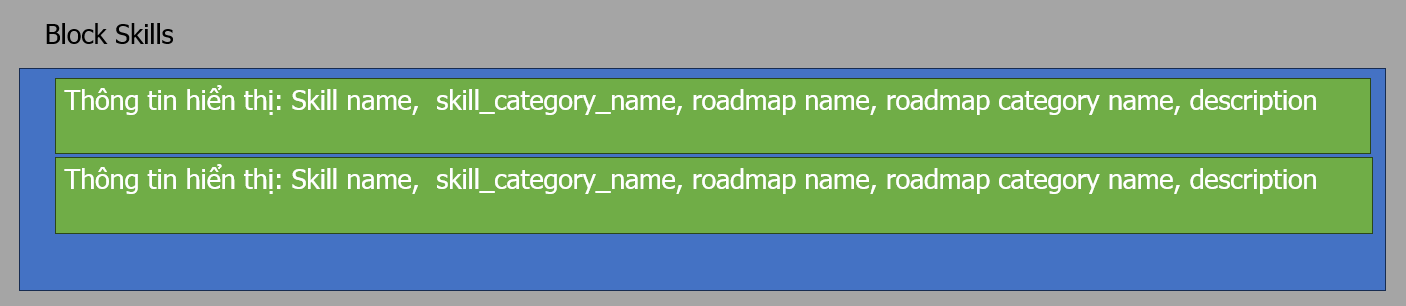 Block Skills
Thông tin hiển thị: Skill name,  skill_category_name, roadmap name, roadmap category name, description
Thông tin hiển thị: Skill name,  skill_category_name, roadmap name, roadmap category name, description